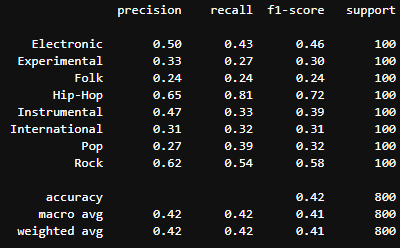 precision recall f1-score support
Electronic 0.50 0.43 0.46 100
Experimental 0.33 0.27 0.30 100
Folk 0.24 0.24 0.24 100
Hip-Hop 0.65 0.81 0.72 100
Instrumental 0.47 0.33 0.39 100
International 0.31 0.32 0.31 100
Pop 0.27 0.39 0.32 100
Rock 0.62 0.54 0.58 100
accuracy 0.42 800
macro avg 0.42 0.42 0.41 800
weighted avg 0.42 0.42 0.41 800